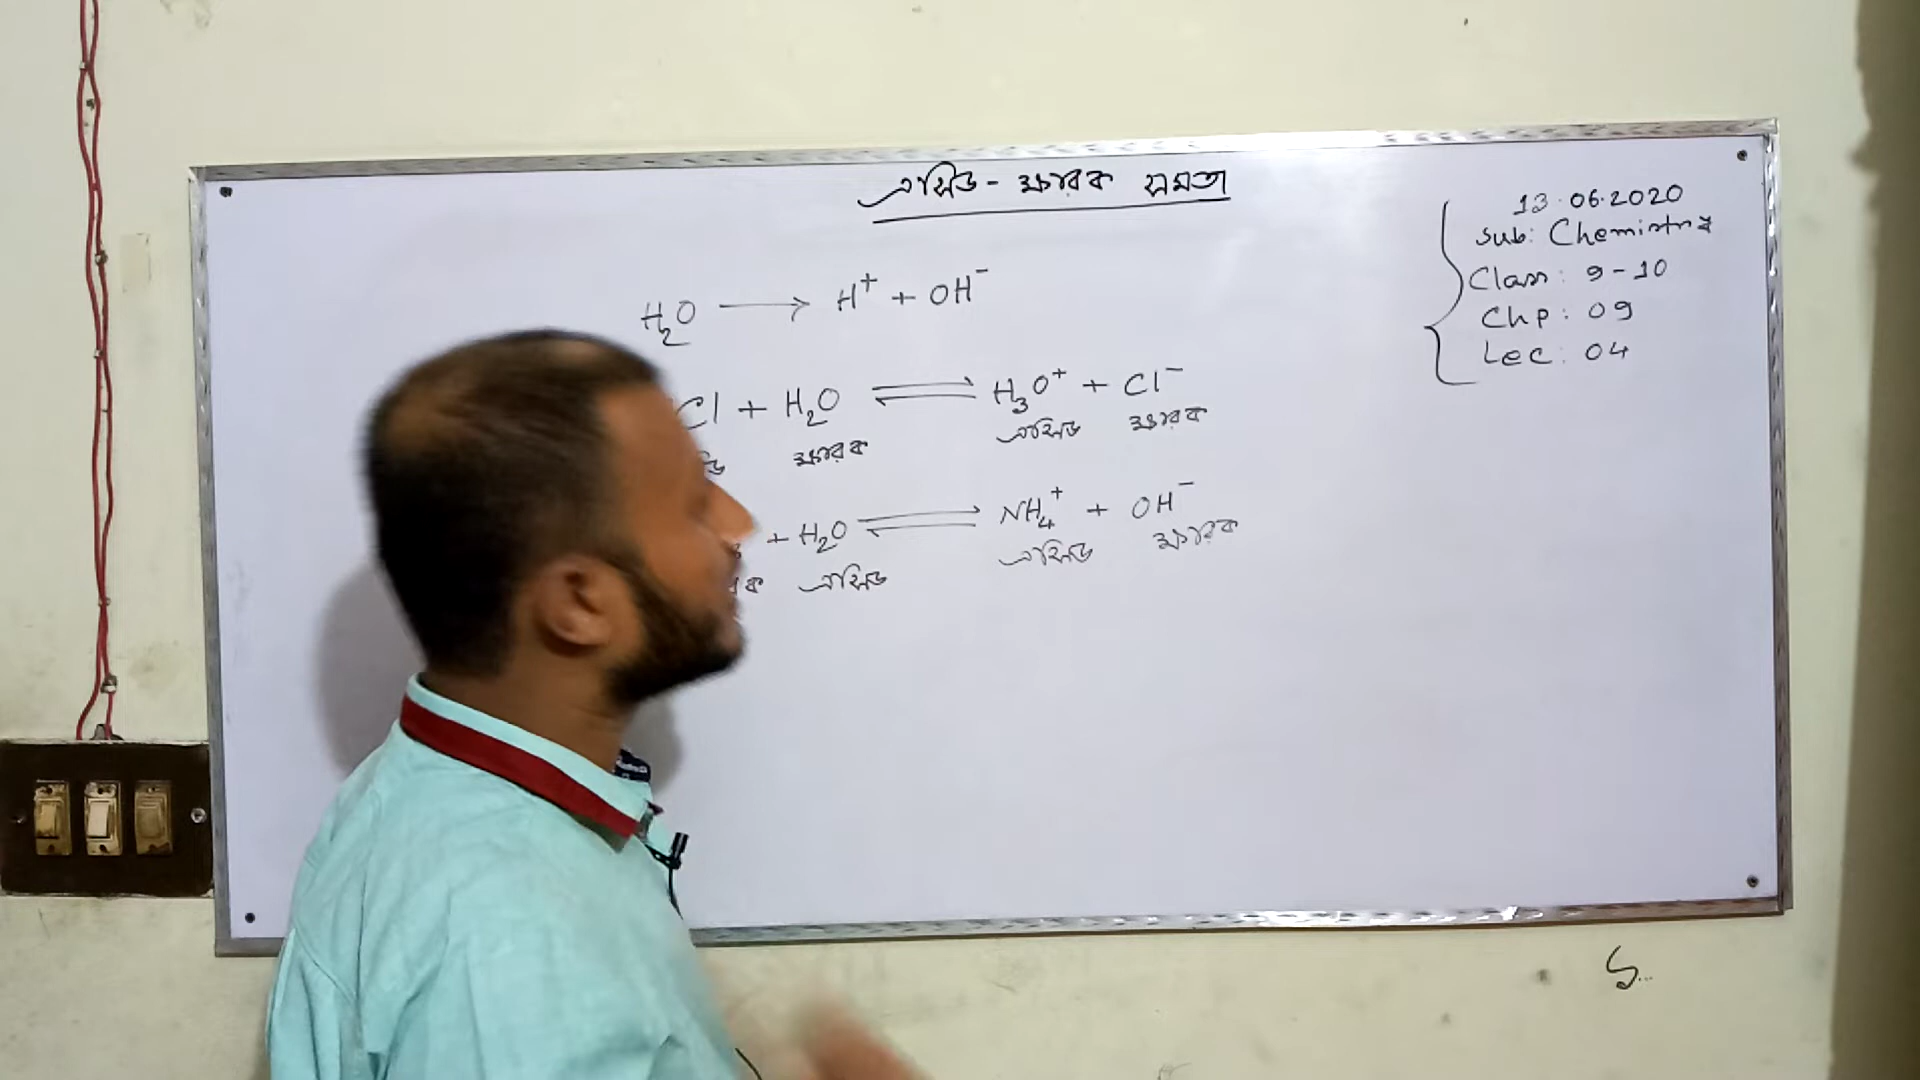 এসিড - ক্ষারক সমতা
13.06.2020
Sub: Chemistry
Class: 9-10
Chp: 09
Lec: 04
H₂O ⟶ H⁺ + OH⁻
Cl + H₂O ⇌ H₃O⁺ + Cl⁻
ক্ষারক এসিড ক্ষারক
+ H₂O ⇌ NH₄⁺ + OH⁻
এসিড এসিড ক্ষারক
S...